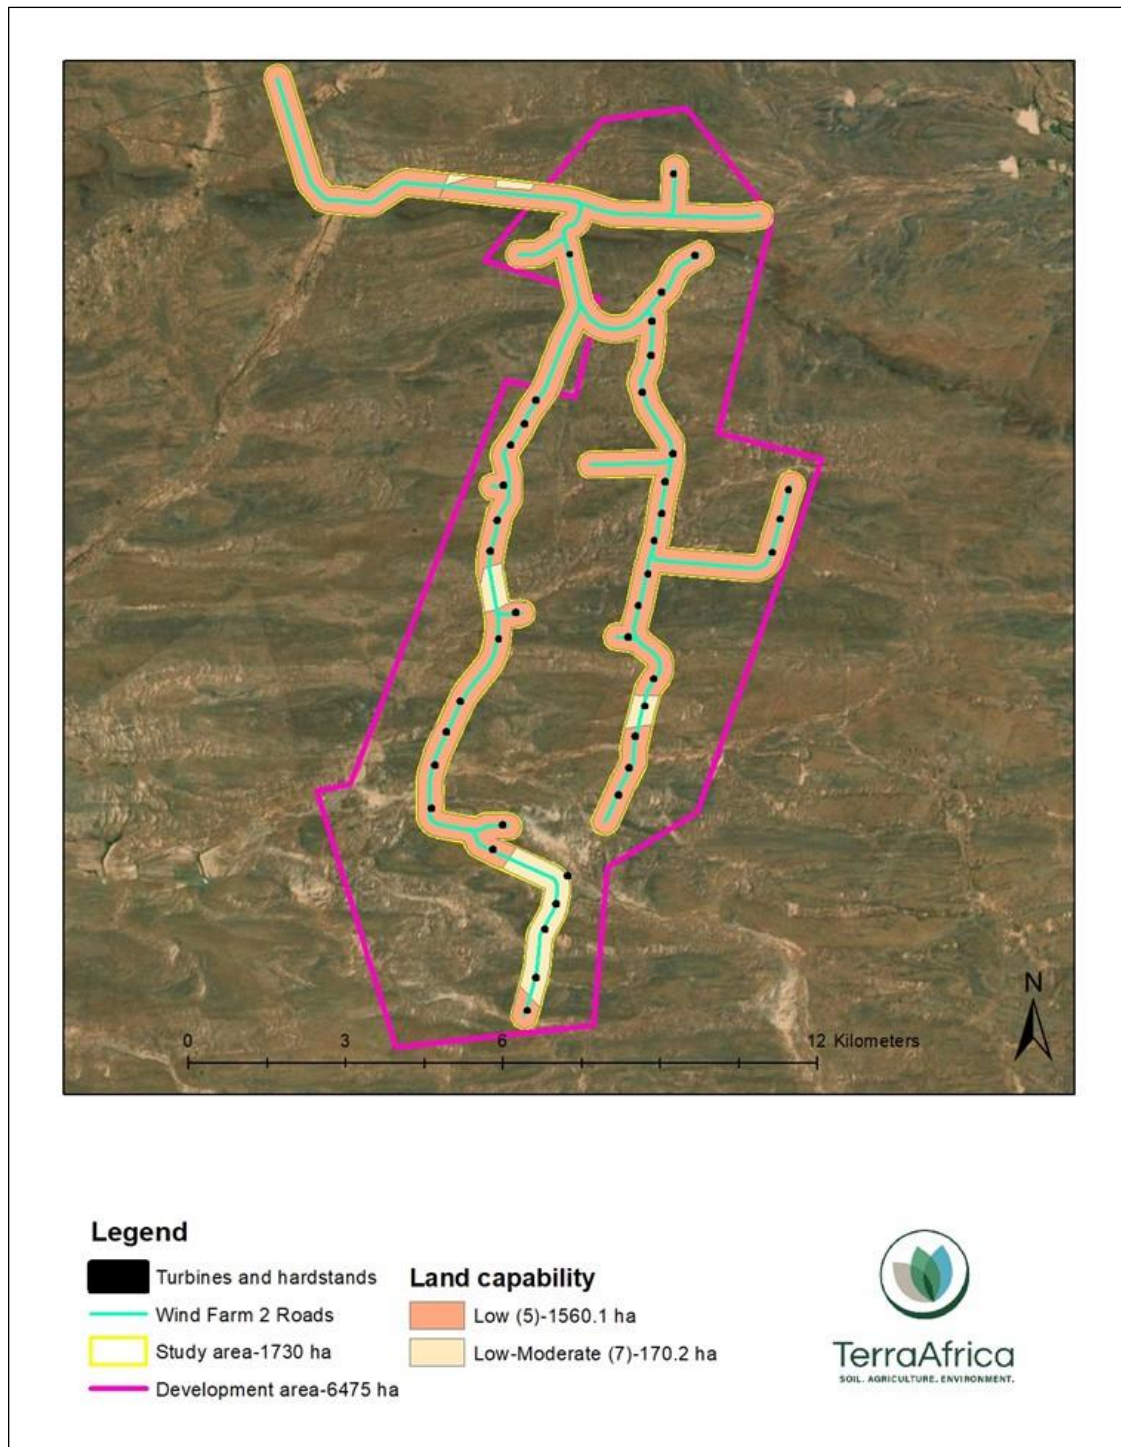 N
0 3 6 12 Kilometers
Legend
Turbines and hardstands
Wind Farm 2 Roads
Study area-1730 ha
Development area-6475 ha
Land capability
Low (5)-1560.1 ha
Low-Moderate (7)-170.2 ha
TerraAfrica
SOIL. AGRICULTURE. ENVIRONMENT.